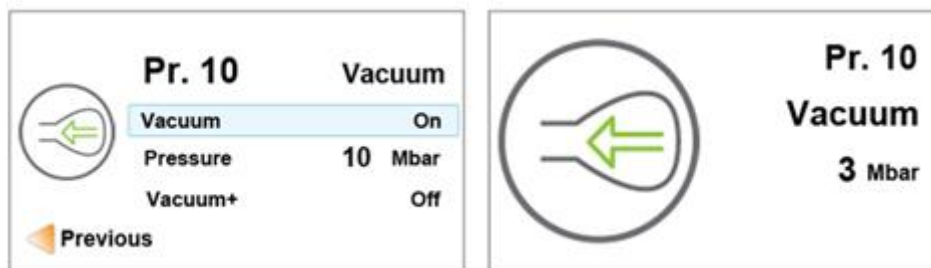 Pr. 10
Vacuum
Vacuum On
Pressure 10 Mbar
Vacuum+ Off
Previous
Pr. 10
Vacuum
3 Mbar